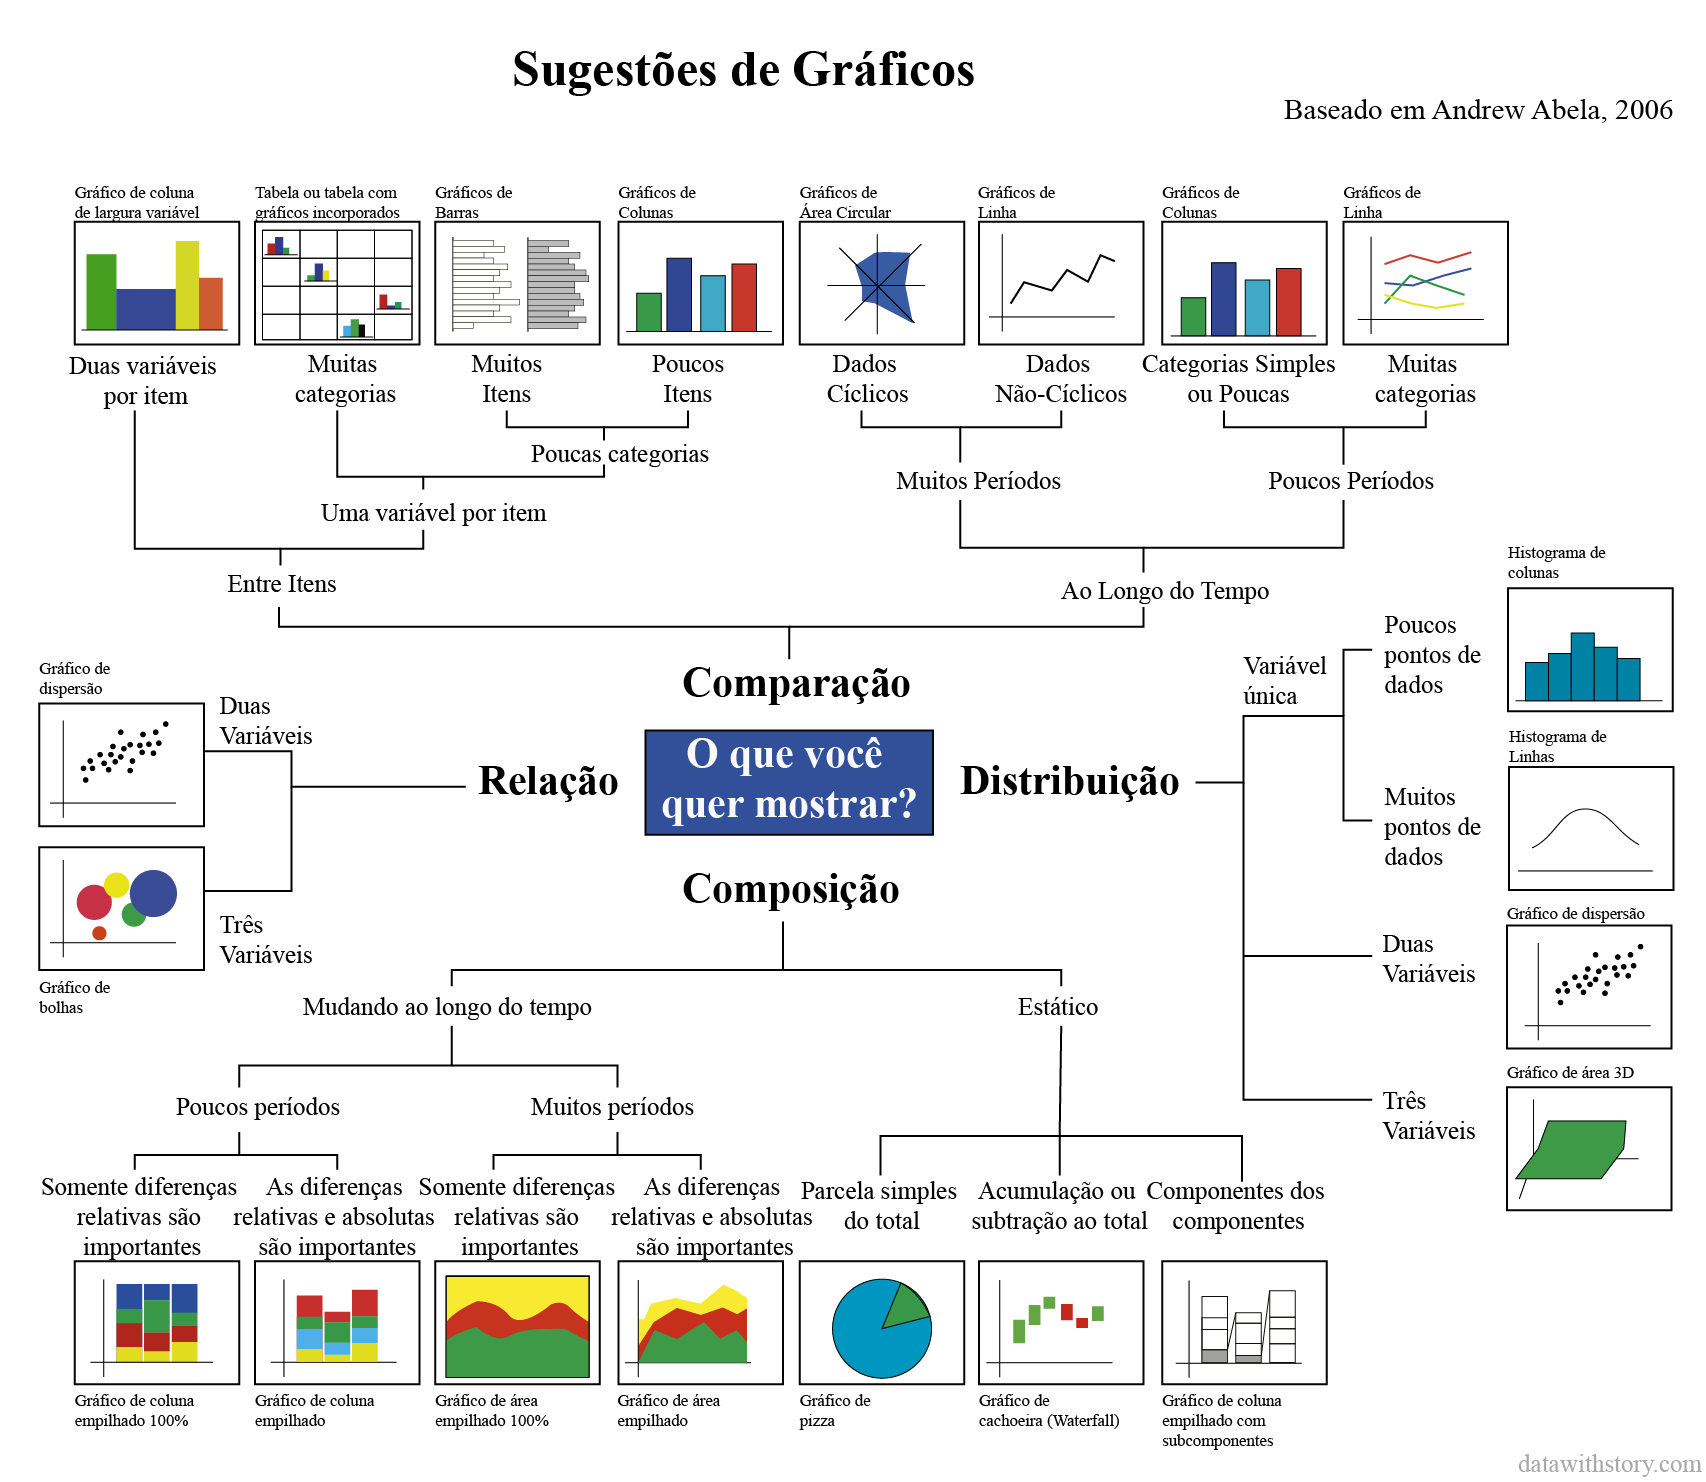 Sugestões de Gráficos
Baseado em Andrew Abela, 2006
Gráfico de coluna
de largura variável
Tabela ou tabela com
gráficos incorporados
Gráficos de
Barras
Gráficos de
Colunas
Gráficos de
Área Circular
Gráficos de
Linha
Gráficos de
Colunas
Gráficos de
Linha
Duas variáveis
por item
Muitas
categorias
Muitos
Itens
Poucos
Itens
Dados
Cíclicos
Dados
Não-Cíclicos
Categorias Simples
ou Poucas
Muitas
categorias
Poucas categorias
Muitos Períodos
Poucos Períodos
Uma variável por item
Entre Itens
Ao Longo do Tempo
Comparação
O que você
quer mostrar?
Relação
Gráfico de
dispersão
Duas
Variáveis
Três
Variáveis
Gráfico de
bolhas
Distribuição
Variável
única
Poucos
pontos de
dados
Histograma de
colunas
Muitos
pontos de
dados
Histograma de
Linhas
Duas
Variáveis
Gráfico de dispersão
Três
Variáveis
Gráfico de área 3D
Composição
Mudando ao longo do tempo
Estático
Poucos períodos
Muitos períodos
Somente diferenças
relativas são
importantes
As diferenças
relativas e absolutas
são importantes
Somente diferenças
relativas são
importantes
As diferenças
relativas e absolutas
são importantes
Parcela simples
do total
Acumulação ou
subtração ao total
Componentes dos
componentes
Gráfico de coluna
empilhado 100%
Gráfico de coluna
empilhado
Gráfico de área
empilhado 100%
Gráfico de área
empilhado
Gráfico de
pizza
Gráfico de
cachoeira (Waterfall)
Gráfico de coluna
empilhado com
subcomponentes
datawithstory.com